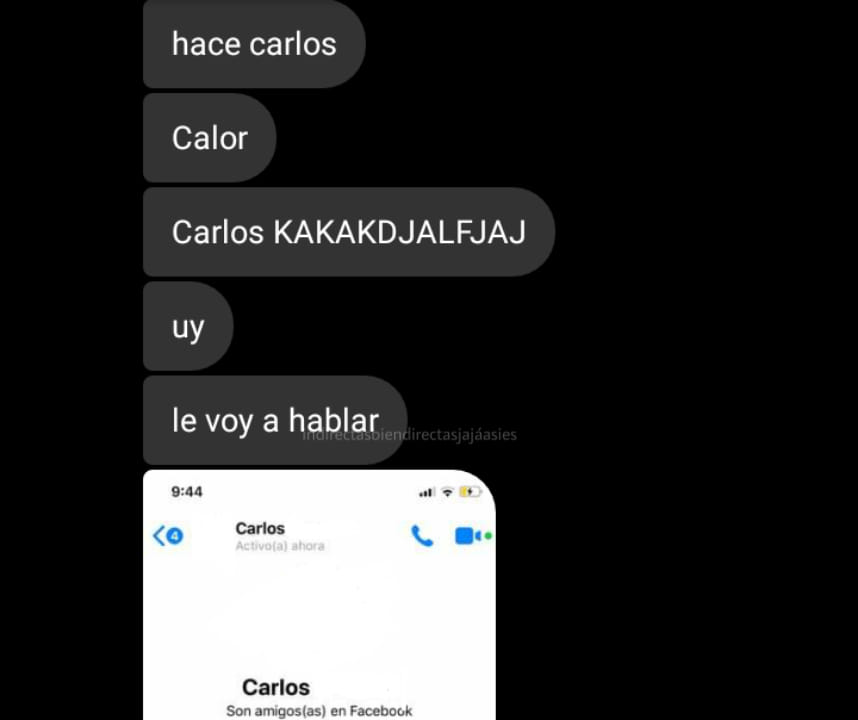 hace carlos
Calor
Carlos KAKAKDJALFJAJ
uy
le voy a hablar
indirectasbiendirectasjajáasies
9:44
4
Carlos
Activo(a) ahora
Carlos
Son amigos(as) en Facebook